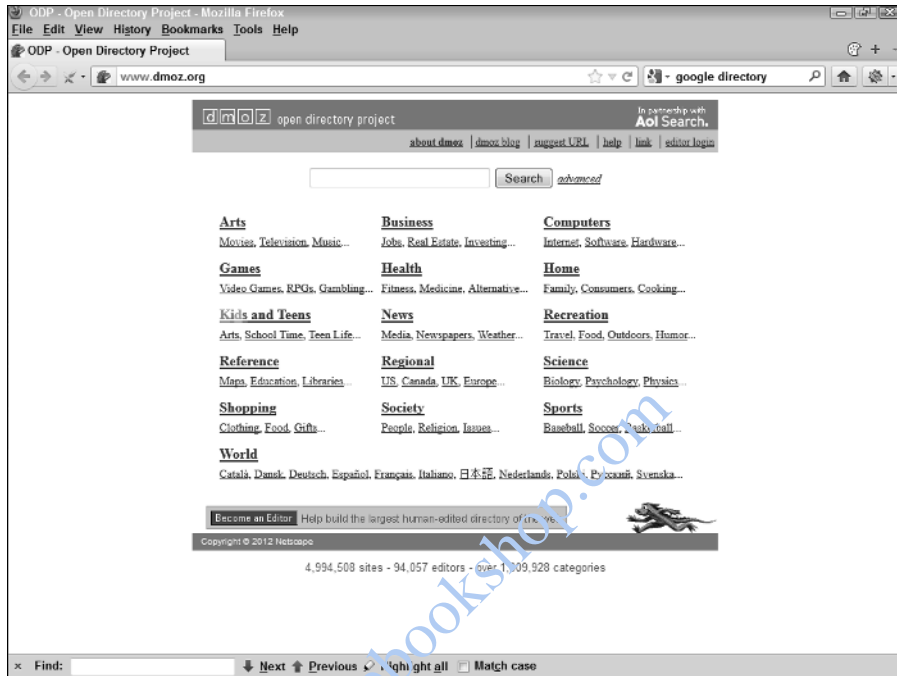 ODP - Open Directory Project - Mozilla Firefox
File Edit View History Bookmarks Tools Help
ODP - Open Directory Project
www.dmoz.org
google directory
dmoz open directory project
In partnership with
Aol Search.
about dmoz | dmoz blog | suggest URL | help | link | editor login
Search advanced
Arts Business Computers
Movies, Television, Music... Jobs, Real Estate, Investing... Internet, Software, Hardware...
Games Health Home
Video Games, RPGs, Gambling... Fitness, Medicine, Alternative... Family, Consumers, Cooking...
Kids and Teens News Recreation
Arts, School Time, Teen Life... Media, Newspapers, Weather... Travel, Food, Outdoors, Humor...
Reference Regional Science
Maps, Education, Libraries... US, Canada, UK, Europe... Biology, Psychology, Physics...
Shopping Society Sports
Clothing, Food, Gifts... People, Religion, Issues... Baseball, Soccer, Basketball...
World
Català, Dansk, Deutsch, Español, Français, Italiano, 日本語, Nederlands, Polski, Русский, Svenska...
Become an Editor Help build the largest human-edited directory of the web
Copyright © 2012 Netscape
4,994,508 sites - 94,057 editors - over categories
bookshop.com
× Find: Next Previous Highlight all Match case